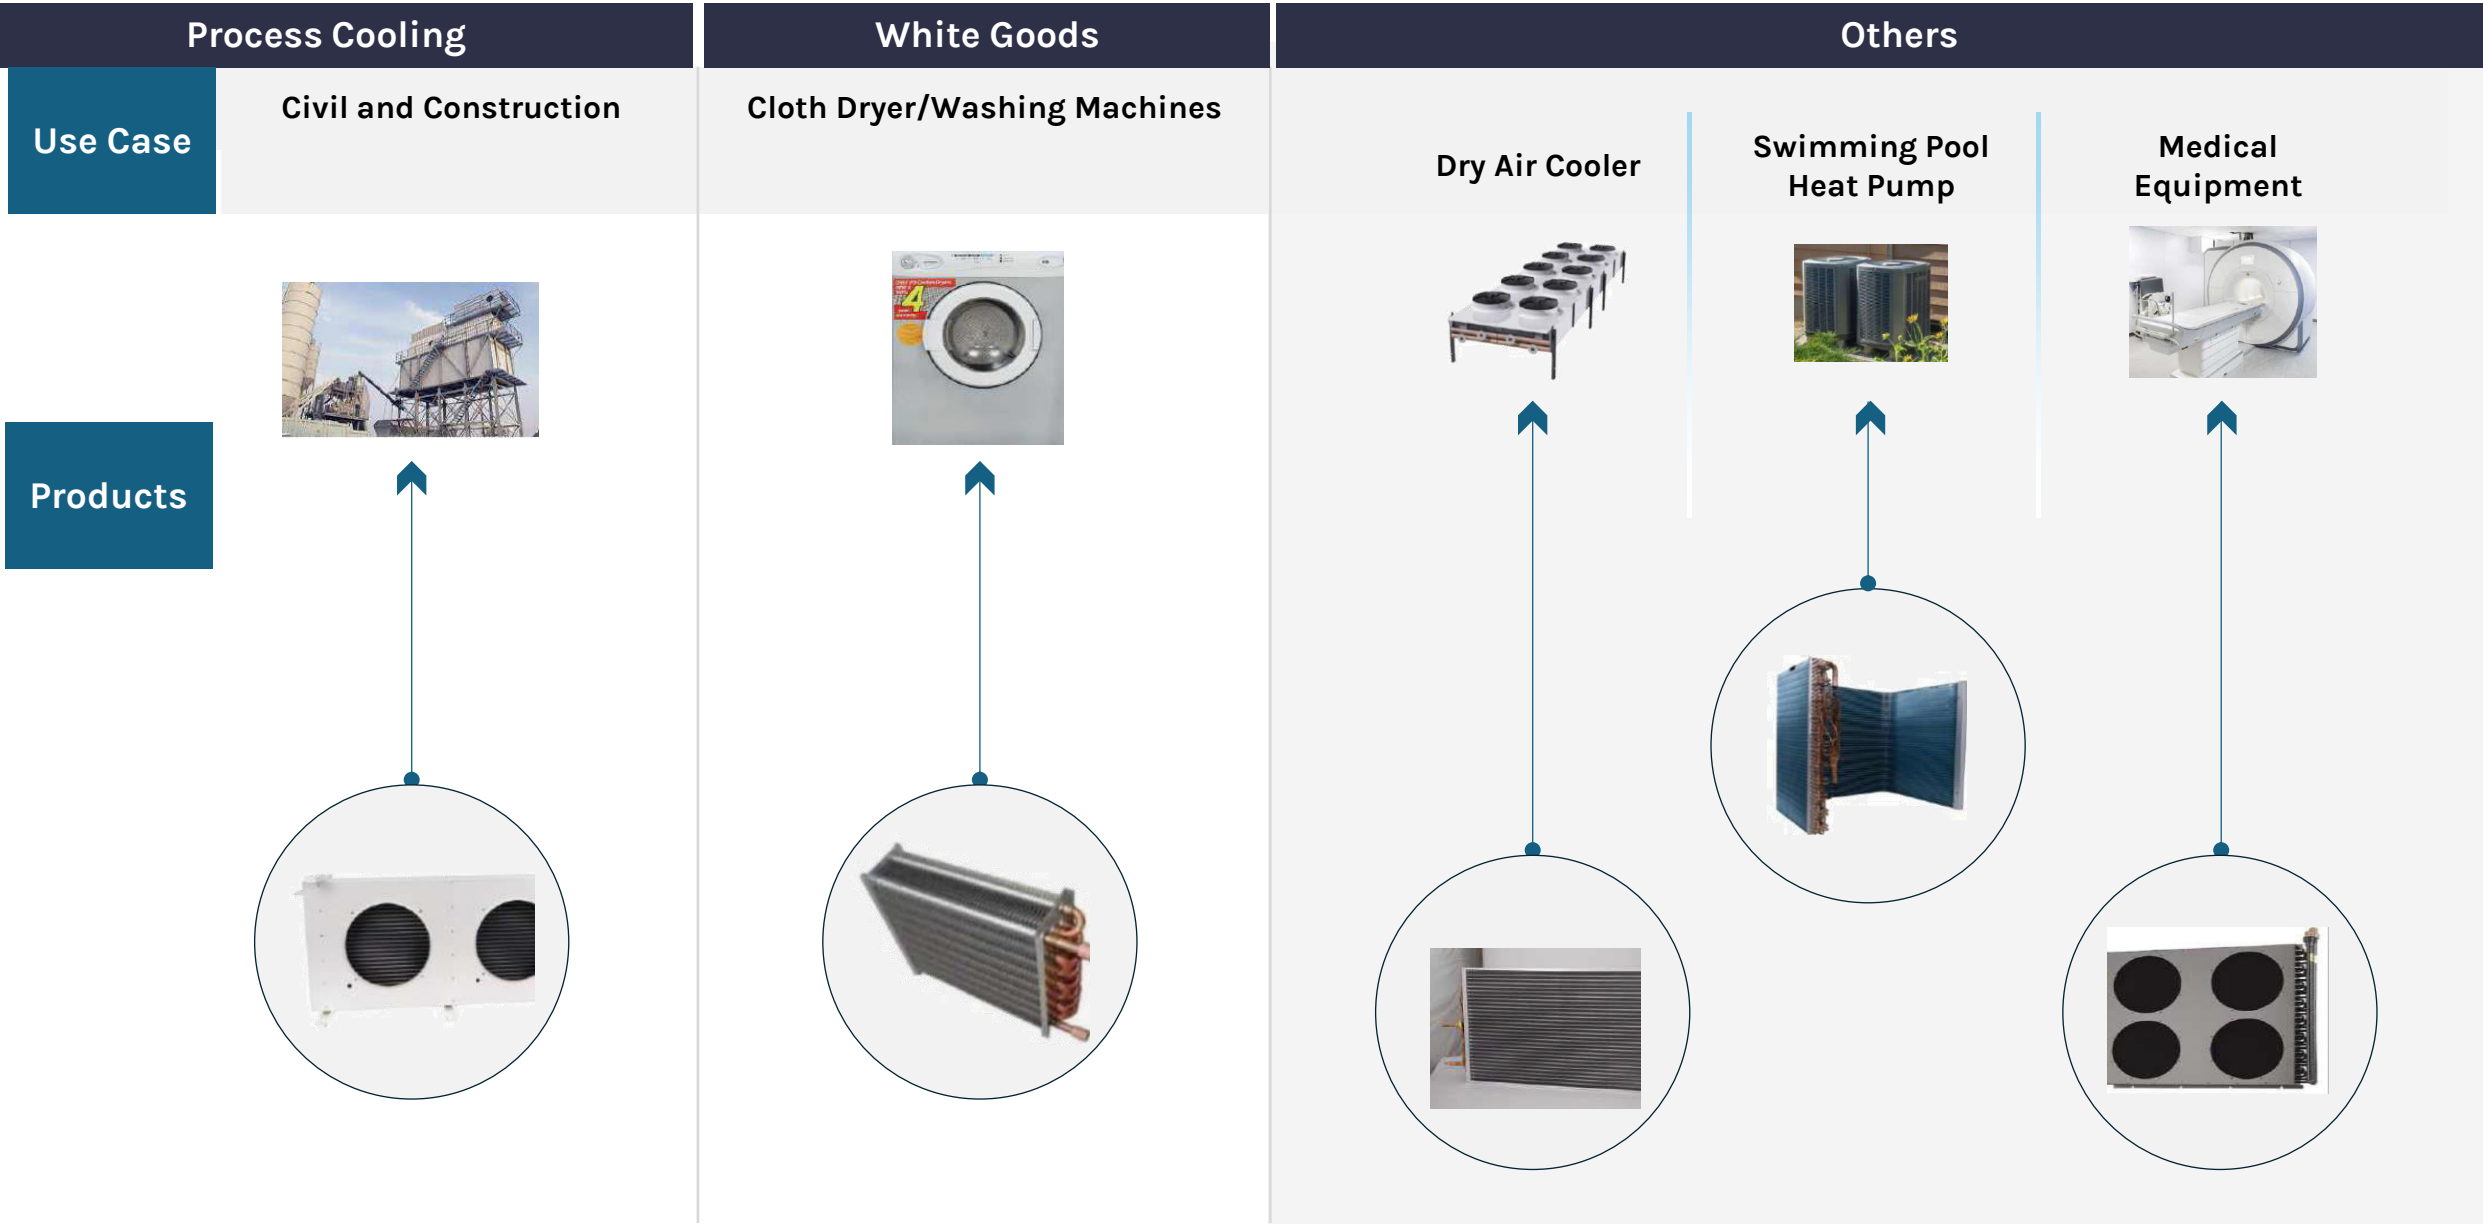 Process Cooling
White Goods
Others
Use Case
Civil and Construction
Cloth Dryer/Washing Machines
Dry Air Cooler
Swimming Pool
Heat Pump
Medical
Equipment
4
Products